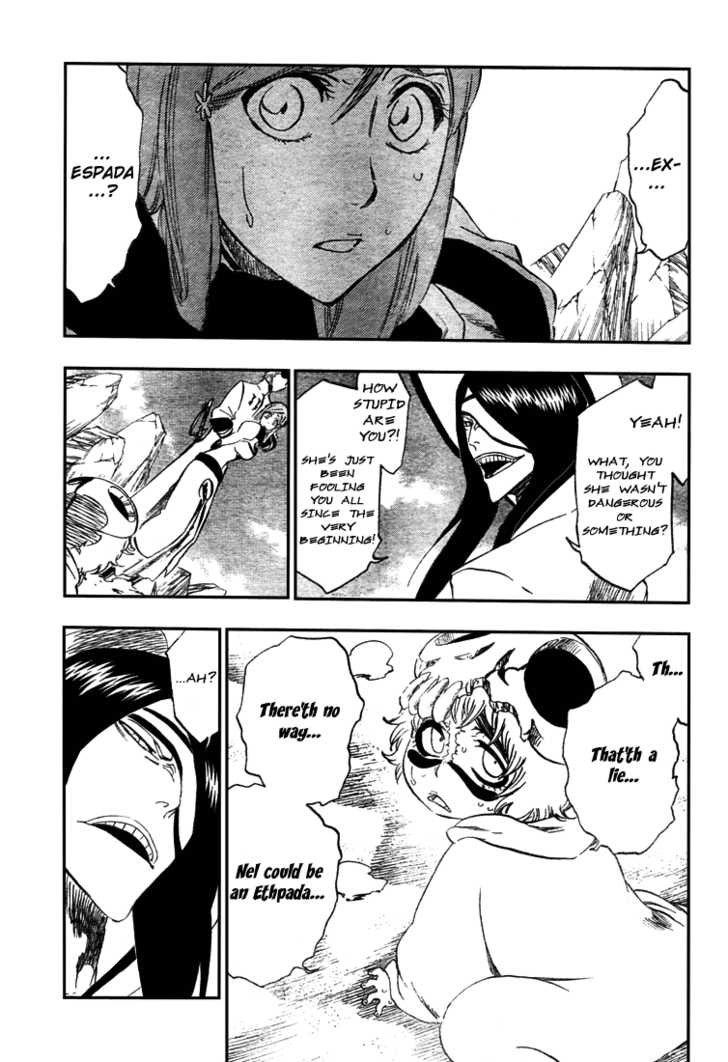 ...EX-
...
...
ESPADA
...?
YEAH!
WHAT, YOU
THOUGHT
SHE WASN'T
DANGEROUS
OR
SOMETHING?
HOW
STUPID
ARE
YOU?!
SHE'S JUST
BEEN
FOOLING
YOU ALL
SINCE THE
VERY
BEGINNING!
Th...
That'th a
lie...
There'th no
way...
Nel could be
an Ethpada...
...AH?